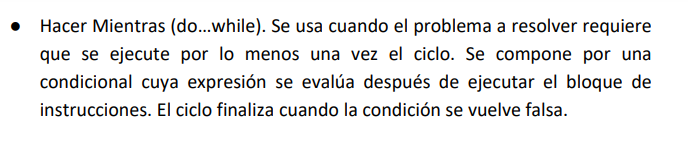 ● Hacer Mientras (do…while). Se usa cuando el problema a resolver requiere
que se ejecute por lo menos una vez el ciclo. Se compone por una
condicional cuya expresión se evalúa después de ejecutar el bloque de
instrucciones. El ciclo finaliza cuando la condición se vuelve falsa.